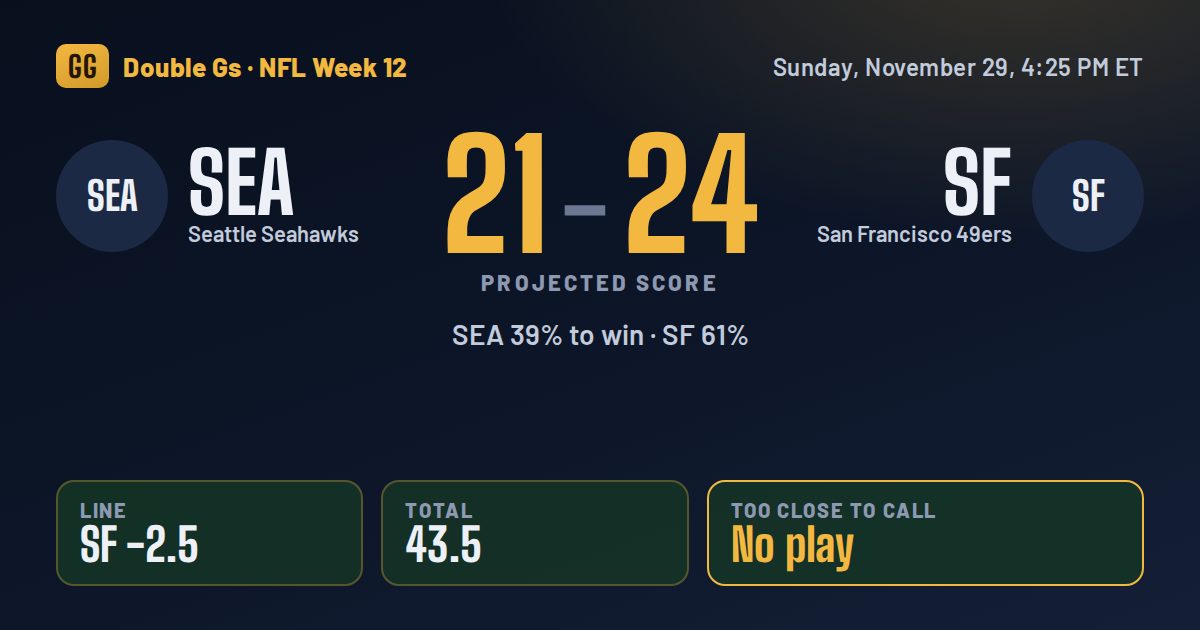 GG Double Gs · NFL Week 12
Sunday, November 29, 4:25 PM ET
SEA
SEA
Seattle Seahawks
21 – 24
PROJECTED SCORE
SEA 39% to win · SF 61%
SF
San Francisco 49ers
SF
LINE
SF −2.5
TOTAL
43.5
TOO CLOSE TO CALL
No play